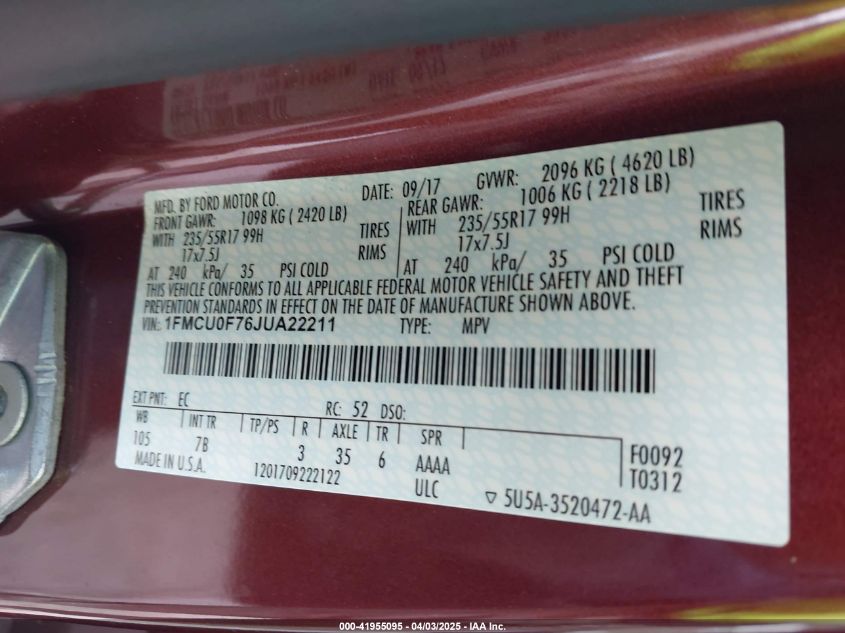 MFD. BY FORD MOTOR CO. DATE: 09/17 GVWR: 2096 KG ( 4620 LB)
FRONT GAWR: 1098 KG ( 2420 LB) REAR GAWR: 1006 KG ( 2218 LB)
WITH 235/55R17 99H TIRES WITH 235/55R17 99H TIRES
17x7.5J RIMS 17x7.5J RIMS
AT 240 kPa/ 35 PSI COLD AT 240 kPa/ 35 PSI COLD
THIS VEHICLE CONFORMS TO ALL APPLICABLE FEDERAL MOTOR VEHICLE SAFETY AND THEFT
PREVENTION STANDARDS IN EFFECT ON THE DATE OF MANUFACTURE SHOWN ABOVE.
VIN: 1FMCU0F76JUA22211 TYPE: MPV
EXT PNT: EC RC: 52 DSO:
WB INT TR TP/PS R AXLE TR SPR
105 7B 3 35 6 AAAA F0092
MADE IN U.S.A. 1201709222122 ULC T0312
▽ 5U5A-3520472-AA
000-41955095 - 04/03/2025 - IAA Inc.